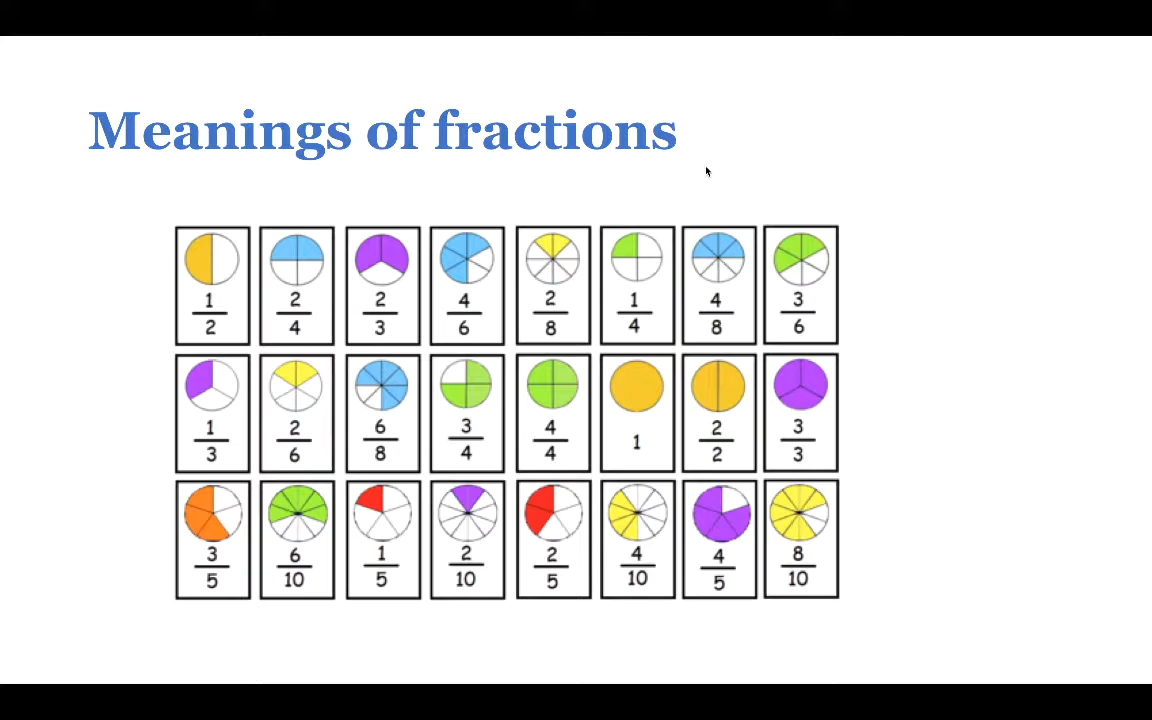 Meanings of fractions
1/2 2/4 2/3 4/6 2/8 1/4 4/8 3/6
1/3 2/6 6/8 3/4 4/4 1 2/2 3/3
3/5 6/10 1/5 2/10 2/5 4/10 4/5 8/10